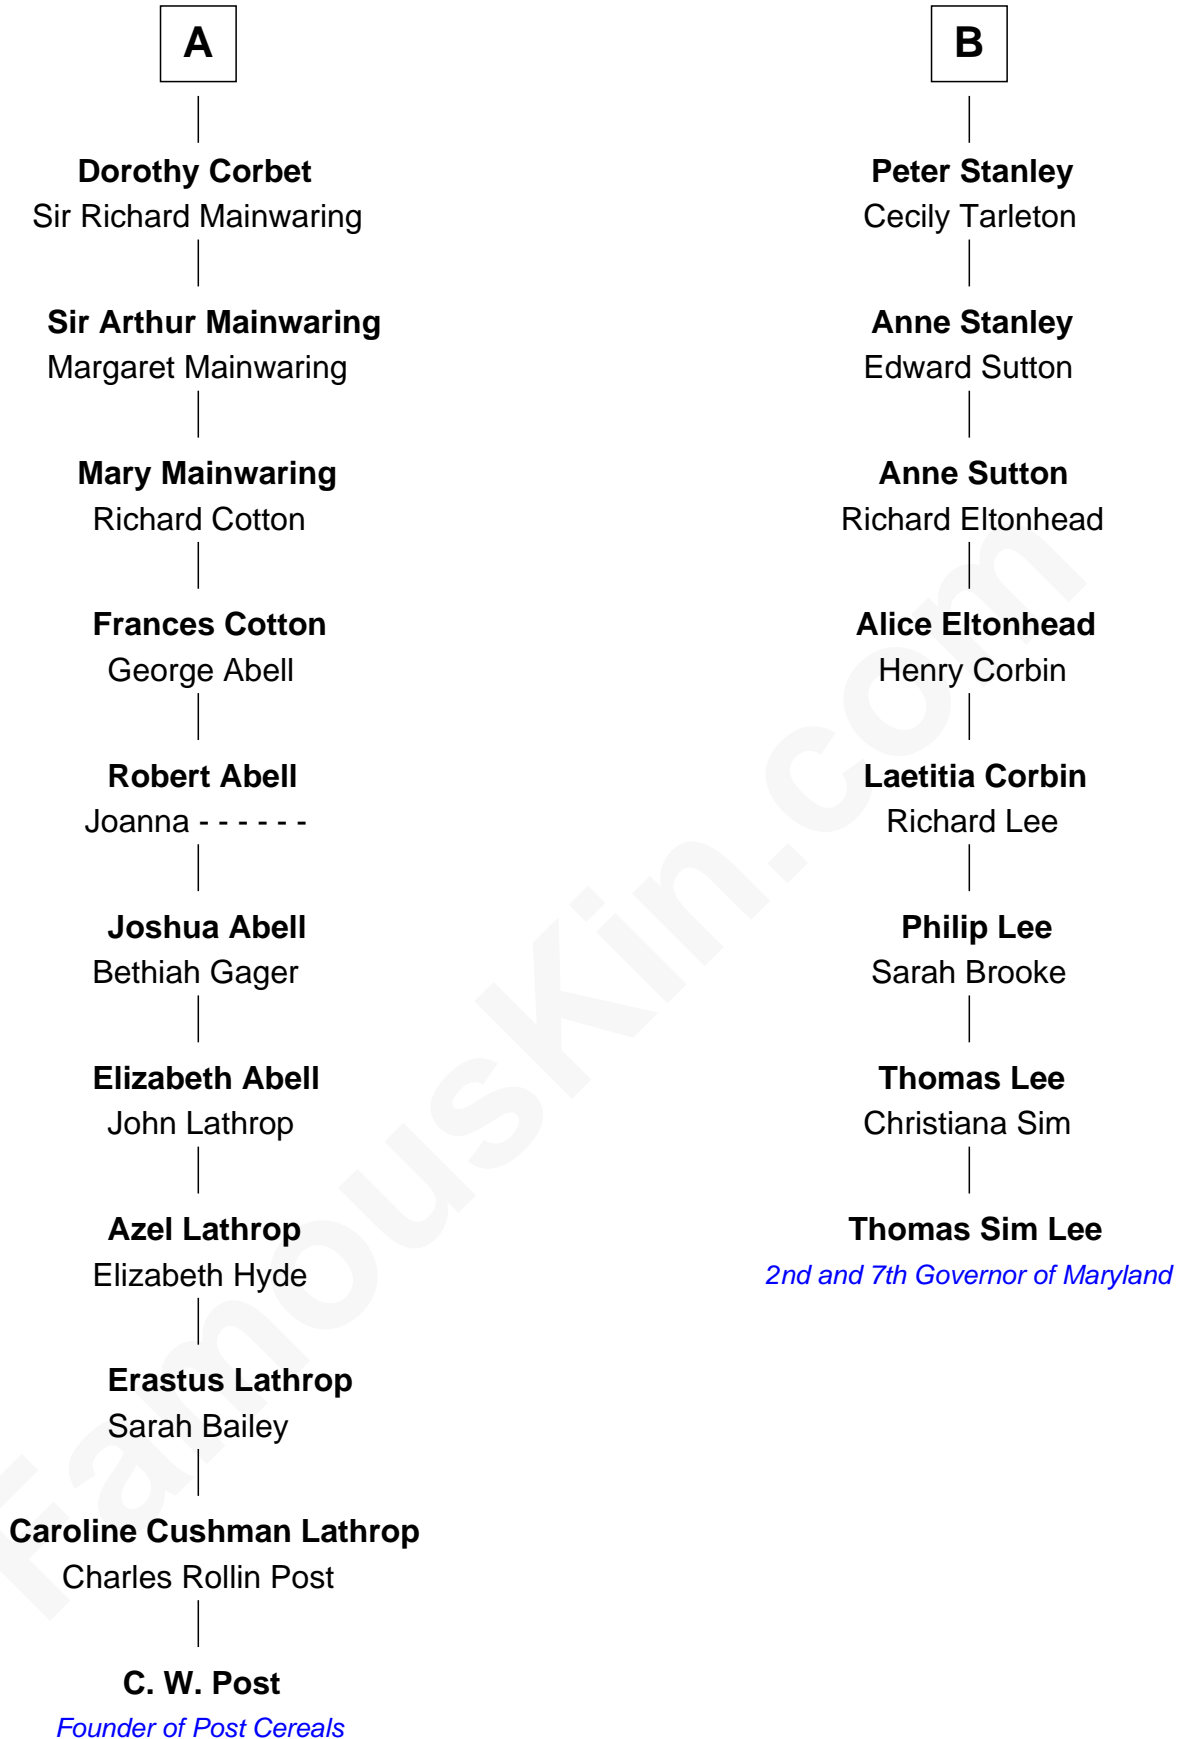 A
Dorothy Corbet
Sir Richard Mainwaring
Sir Arthur Mainwaring
Margaret Mainwaring
Mary Mainwaring
Richard Cotton
Frances Cotton
George Abell
Robert Abell
Joanna - - - - - -
Joshua Abell
Bethiah Gager
Elizabeth Abell
John Lathrop
Azel Lathrop
Elizabeth Hyde
Erastus Lathrop
Sarah Bailey
Caroline Cushman Lathrop
Charles Rollin Post
C. W. Post
Founder of Post Cereals
B
Peter Stanley
Cecily Tarleton
Anne Stanley
Edward Sutton
Anne Sutton
Richard Eltonhead
Alice Eltonhead
Henry Corbin
Laetitia Corbin
Richard Lee
Philip Lee
Sarah Brooke
Thomas Lee
Christiana Sim
Thomas Sim Lee
2nd and 7th Governor of Maryland
FamousKin.com